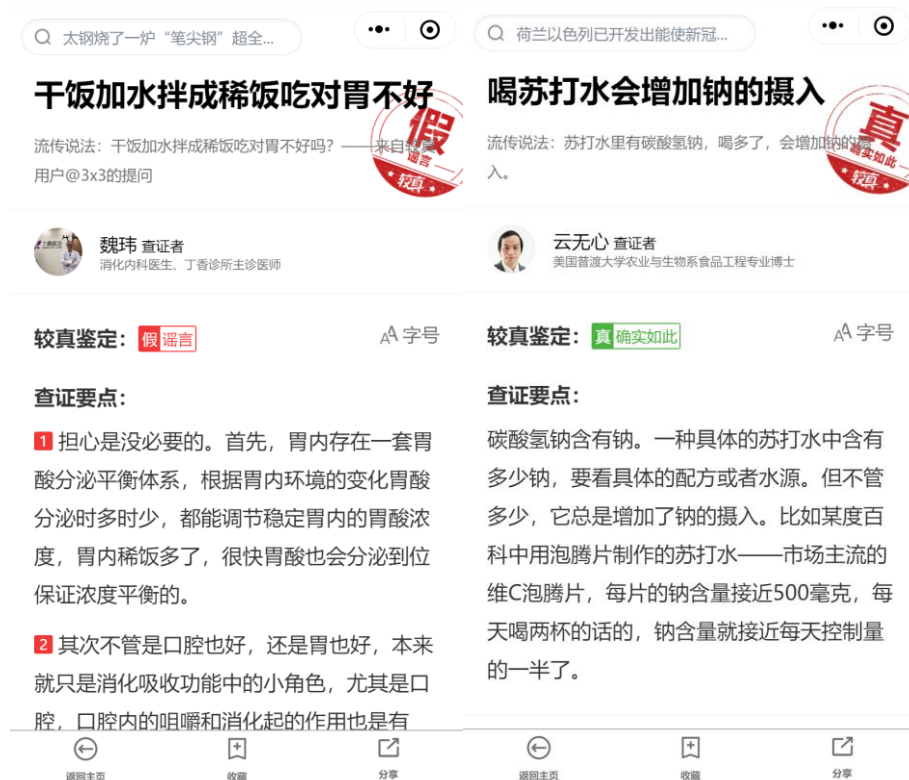 太钢烧了一炉“笔尖钢”超全...
干饭加水拌成稀饭吃对胃不好
流传说法：干饭加水拌成稀饭吃对胃不好吗？——来自较真
用户@3x3的提问
假
谣言
较真
魏玮 查证者
消化内科医生、丁香诊所主诊医师
较真鉴定：假 谣言
AA 字号
查证要点：
1 担心是没必要的。首先，胃内存在一套胃
酸分泌平衡体系，根据胃内环境的变化胃酸
分泌时多时少，都能调节稳定胃内的胃酸浓
度，胃内稀饭多了，很快胃酸也会分泌到位
保证浓度平衡的。
2 其次不管是口腔也好，还是胃也好，本来
就只是消化吸收功能中的小角色，尤其是口
腔，口腔内的咀嚼和消化起的作用也是有
返回主页
收藏
分享
荷兰以色列已开发出能使新冠...
喝苏打水会增加钠的摄入
流传说法：苏打水里有碳酸氢钠，喝多了，会增加钠的摄
入。
真
确实如此
较真
云无心 查证者
美国普渡大学农业与生物系食品工程专业博士
较真鉴定：真 确实如此
AA 字号
查证要点：
碳酸氢钠含有钠。一种具体的苏打水中含有
多少钠，要看具体的配方或者水源。但不管
多少，它总是增加了钠的摄入。比如某度百
科中用泡腾片制作的苏打水——市场主流的
维C泡腾片，每片的钠含量接近500毫克，每
天喝两杯的话的，钠含量就接近每天控制量
的一半了。
返回主页
收藏
分享